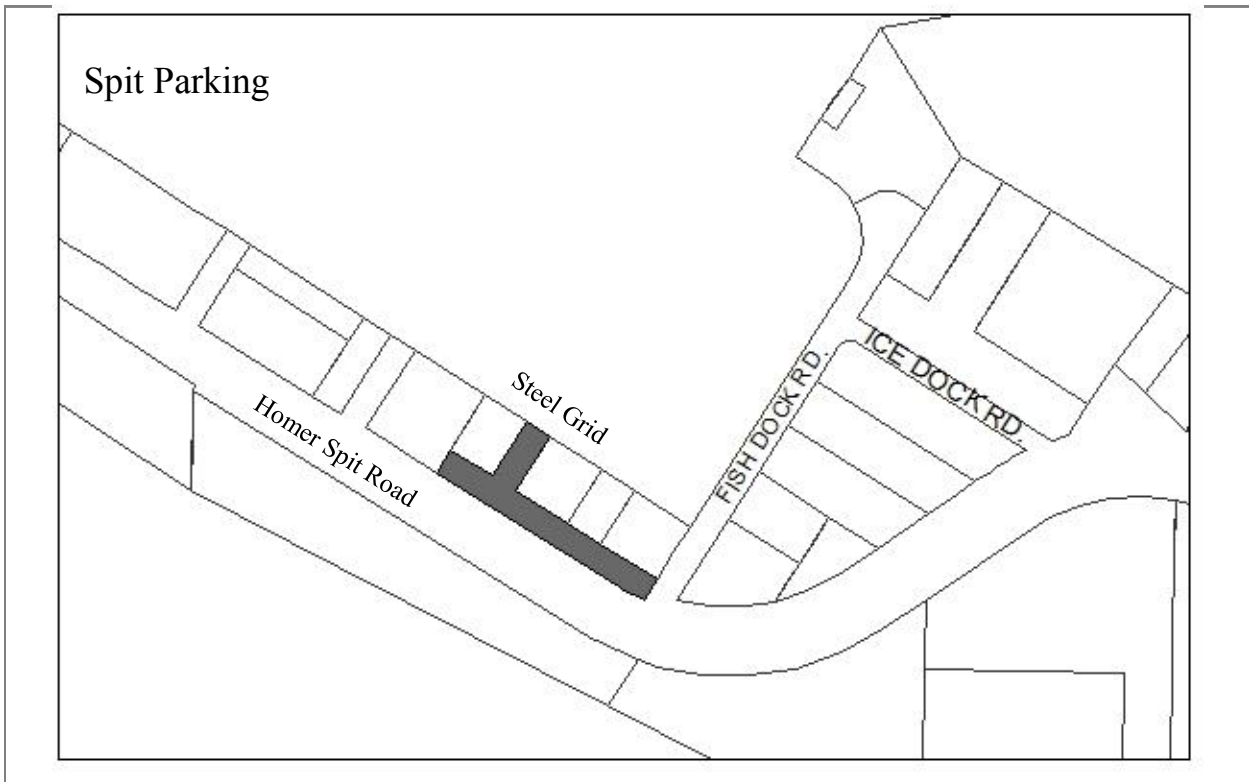 Spit Parking
Steel Grid
Homer Spit Road
FISH DOCK RD.
ICE DOCK RD.